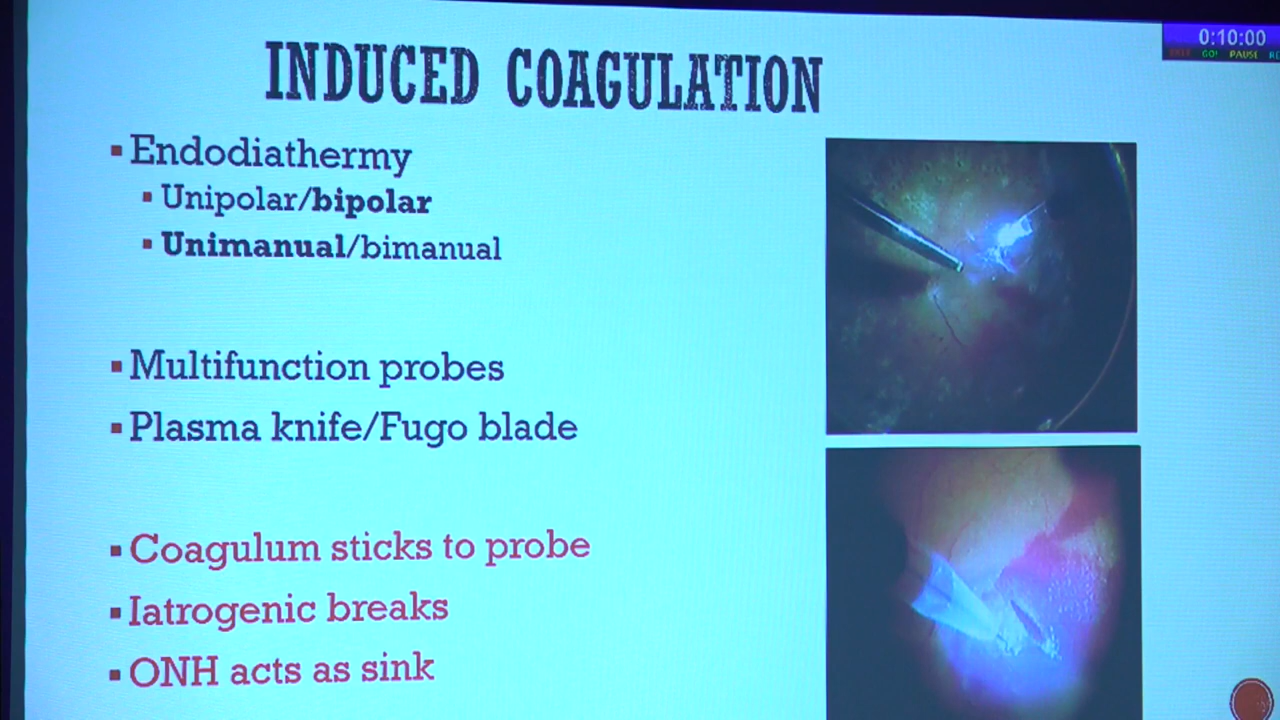 INDUCED COAGULATION
0:10:00
GO! PAUSE
Endodiathermy
Unipolar/bipolar
Unimanual/bimanual
Multifunction probes
Plasma knife/Fugo blade
Coagulum sticks to probe
Iatrogenic breaks
ONH acts as sink